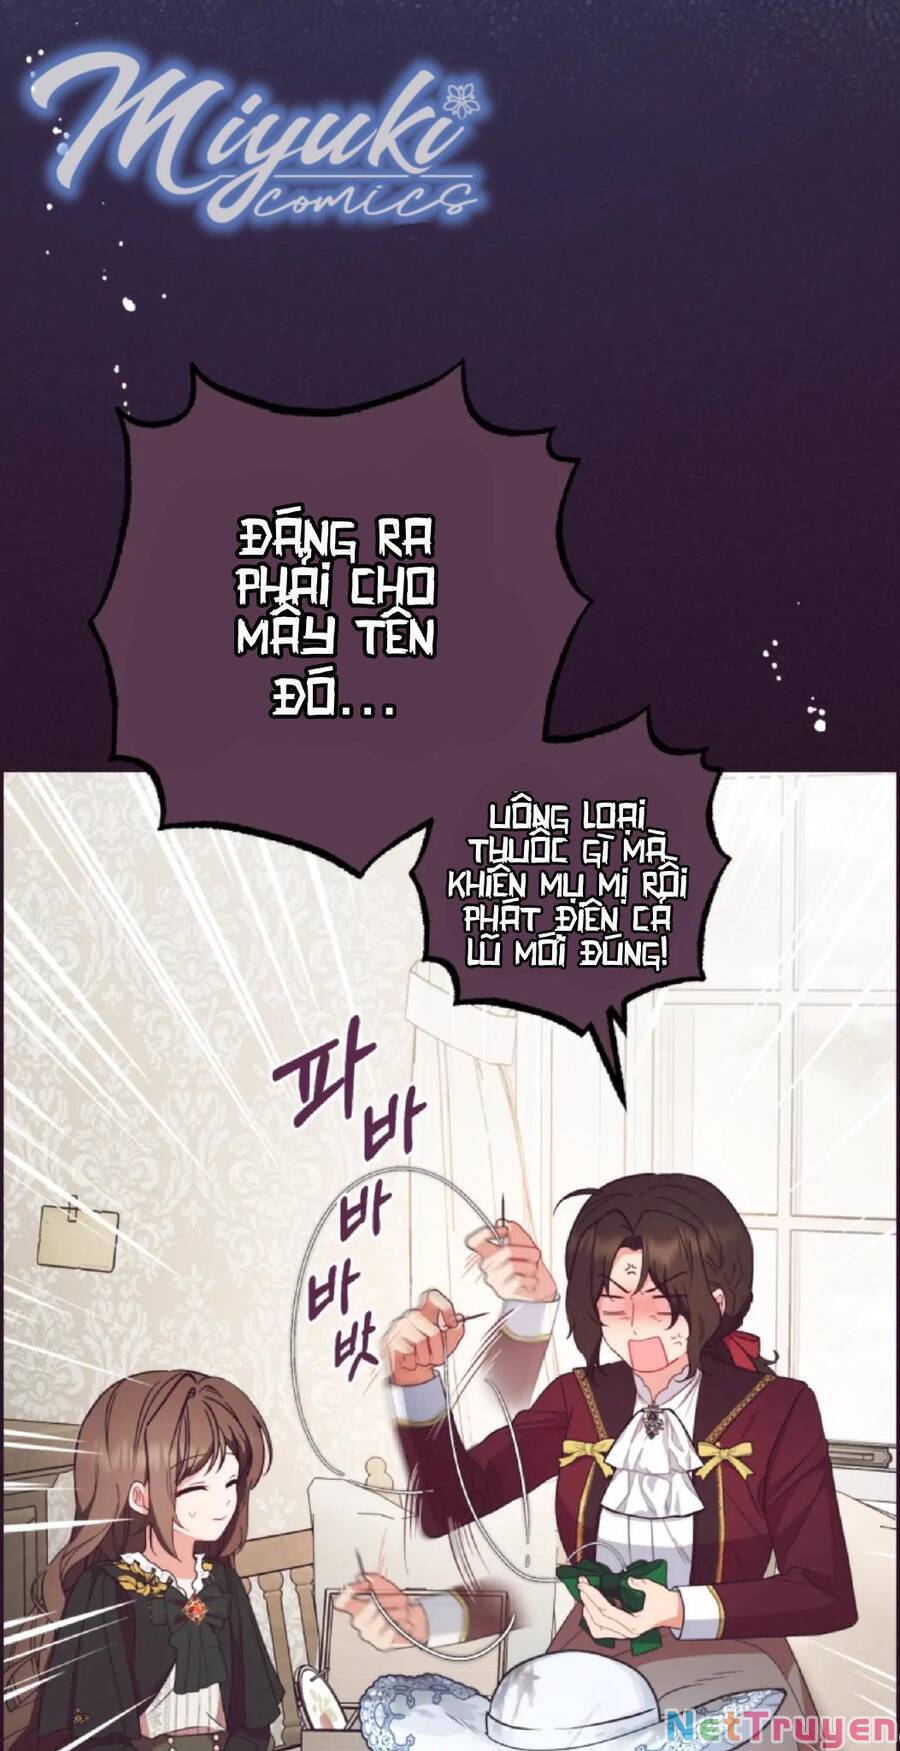 Miyuki
comics
ĐÁNG RA
PHẢI CHO
MẤY TÊN
ĐÓ...
UỐNG LOẠI
THUỐC GÌ MÀ
KHIẾN MỤ MỊ RỒI
PHÁT ĐIÊN CẢ
LŨ MỚI ĐÚNG!
파
바
바
바
밧
NetTruyen